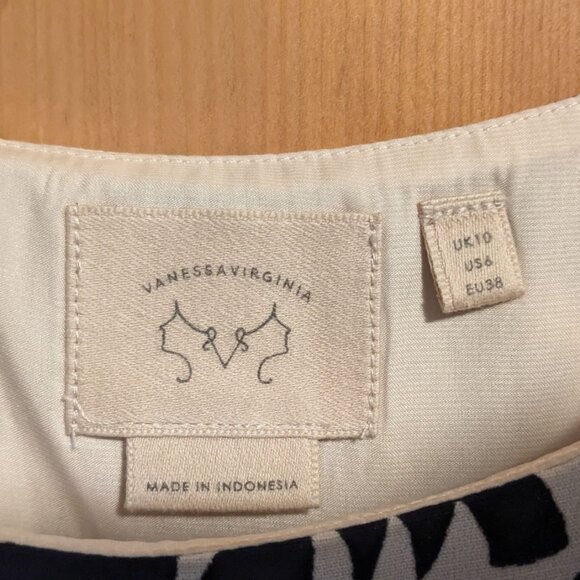 VANESSAVIRGINIA
MADE IN INDONESIA
UK10
US6
EU38